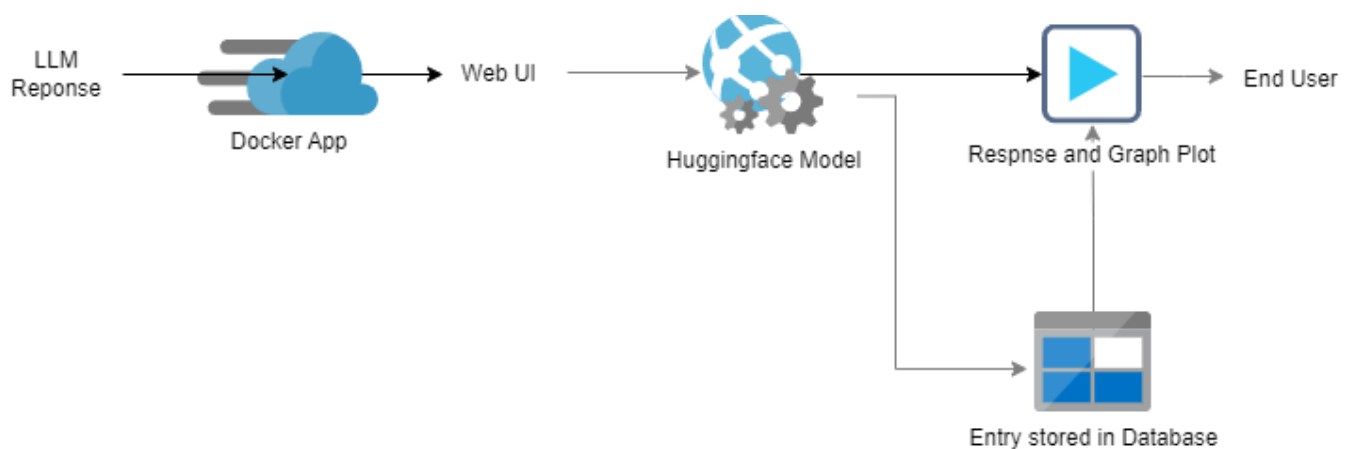 LLM
Reponse
Docker App
Web UI
Huggingface Model
Respnse and Graph Plot
End User
Entry stored in Database